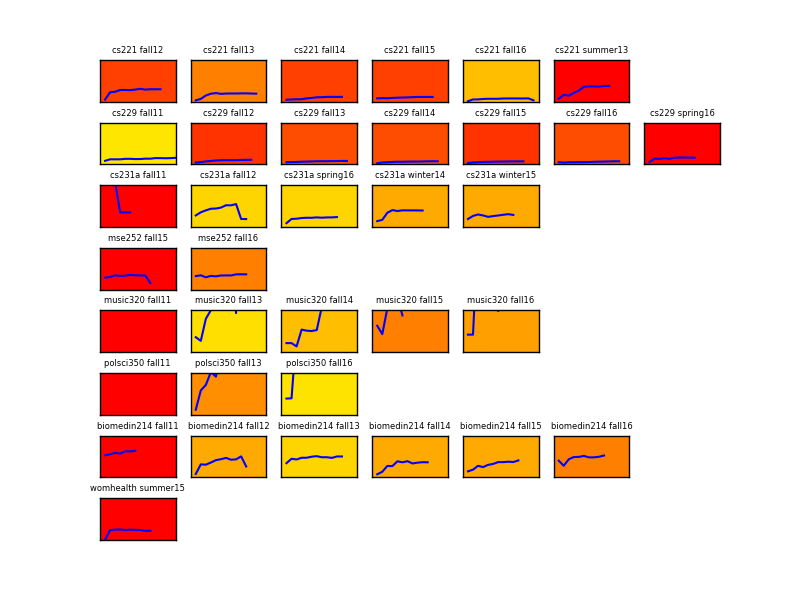 cs221 fall12 cs221 fall13 cs221 fall14 cs221 fall15 cs221 fall16 cs221 summer13
cs229 fall11 cs229 fall12 cs229 fall13 cs229 fall14 cs229 fall15 cs229 fall16 cs229 spring16
cs231a fall11 cs231a fall12 cs231a spring16 cs231a winter14 cs231a winter15
mse252 fall15 mse252 fall16
music320 fall11 music320 fall13 music320 fall14 music320 fall15 music320 fall16
polsci350 fall11 polsci350 fall13 polsci350 fall16
biomedin214 fall11 biomedin214 fall12 biomedin214 fall13 biomedin214 fall14 biomedin214 fall15 biomedin214 fall16
womhealth summer15